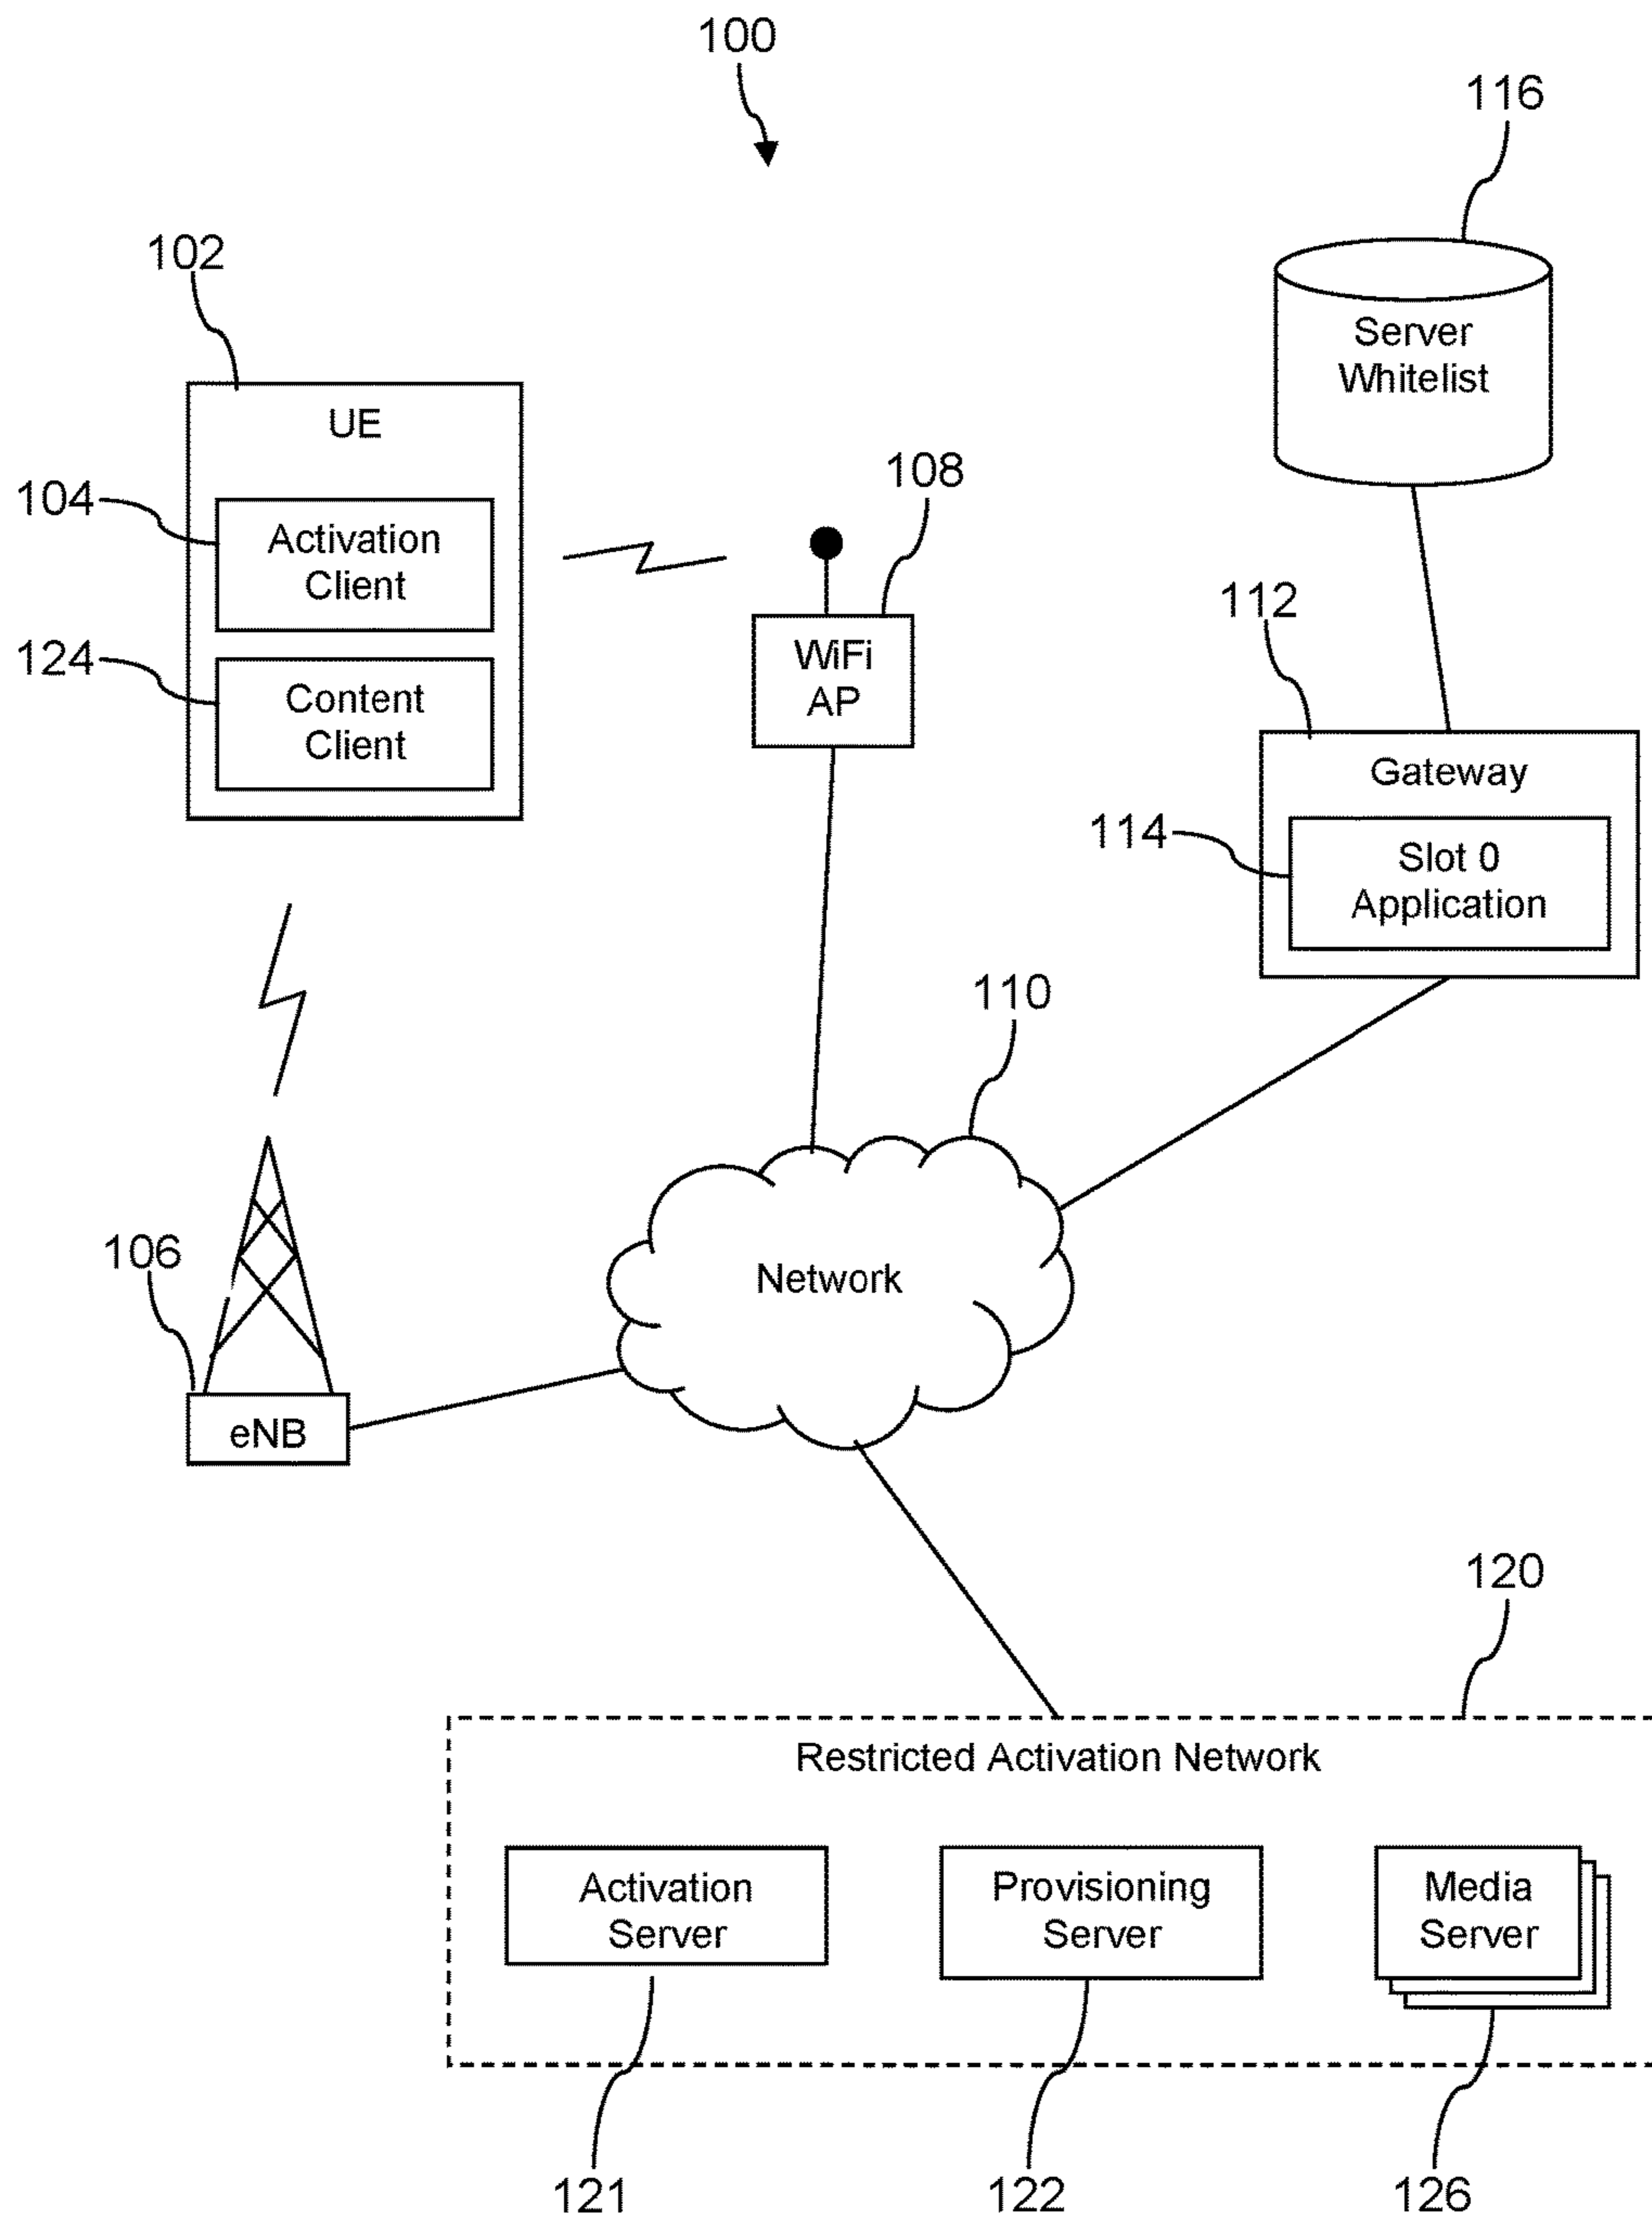 100
116
102
Server
Whitelist
UE
108
104
Activation
Client
112
124
WiFi
AP
Content
Client
Gateway
114
Slot 0
Application
110
106
Network
eNB
120
Restricted Activation Network
Activation
Server
Provisioning
Server
Media
Server
121
122
126